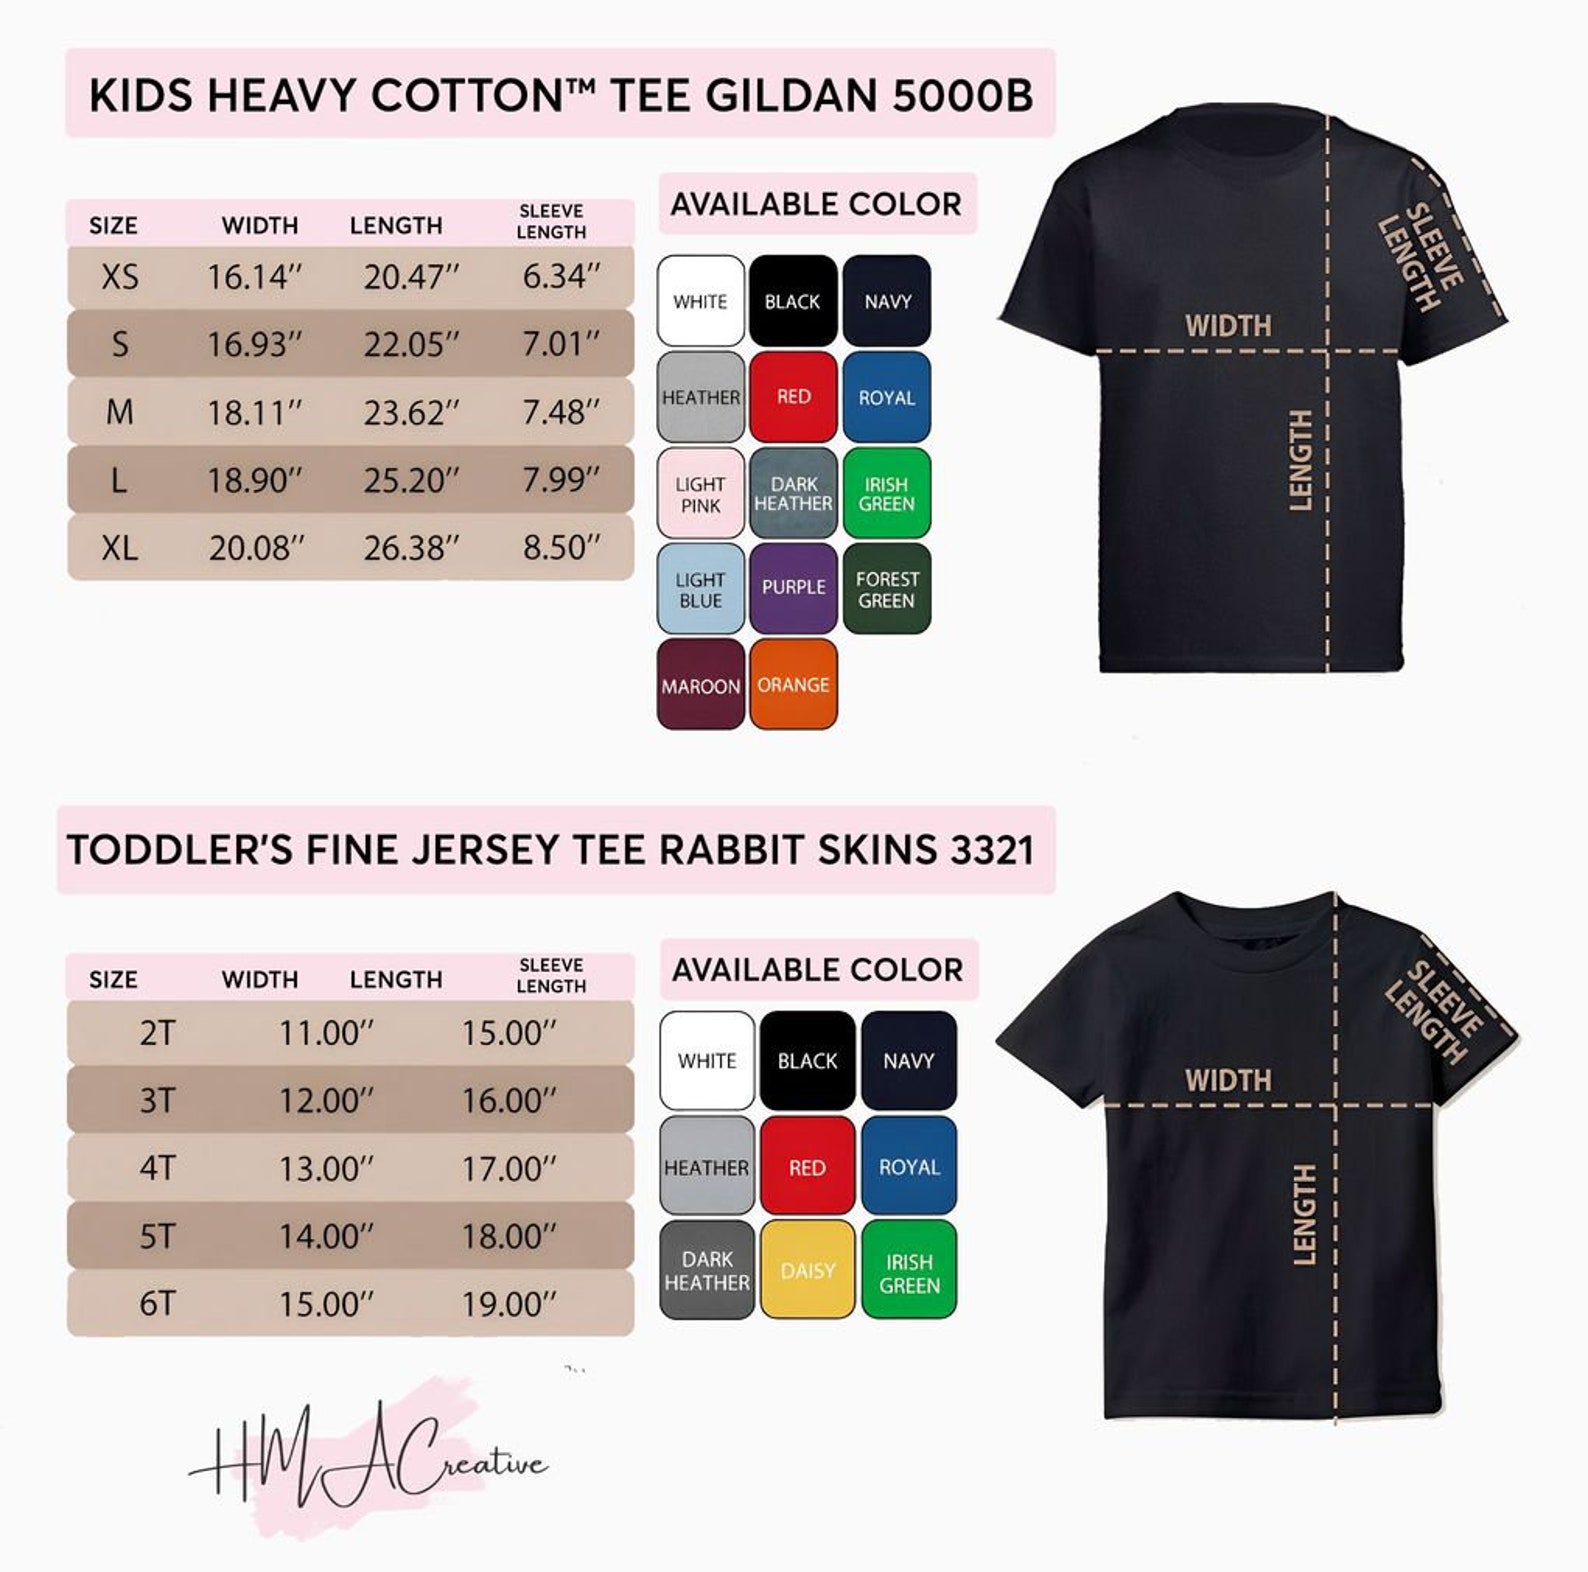 KIDS HEAVY COTTON™ TEE GILDAN 5000B
SIZE WIDTH LENGTH SLEEVE LENGTH
XS 16.14’’ 20.47’’ 6.34’’
S 16.93’’ 22.05’’ 7.01’’
M 18.11’’ 23.62’’ 7.48’’
L 18.90’’ 25.20’’ 7.99’’
XL 20.08’’ 26.38’’ 8.50’’
AVAILABLE COLOR
WHITE BLACK NAVY
HEATHER RED ROYAL
LIGHT PINK DARK HEATHER IRISH GREEN
LIGHT BLUE PURPLE FOREST GREEN
MAROON ORANGE
SLEEVE LENGTH
WIDTH
LENGTH
TODDLER’S FINE JERSEY TEE RABBIT SKINS 3321
SIZE WIDTH LENGTH SLEEVE LENGTH
2T 11.00’’ 15.00’’
3T 12.00’’ 16.00’’
4T 13.00’’ 17.00’’
5T 14.00’’ 18.00’’
6T 15.00’’ 19.00’’
AVAILABLE COLOR
WHITE BLACK NAVY
HEATHER RED ROYAL
DARK HEATHER DAISY IRISH GREEN
SLEEVE LENGTH
WIDTH
LENGTH
HMACreative